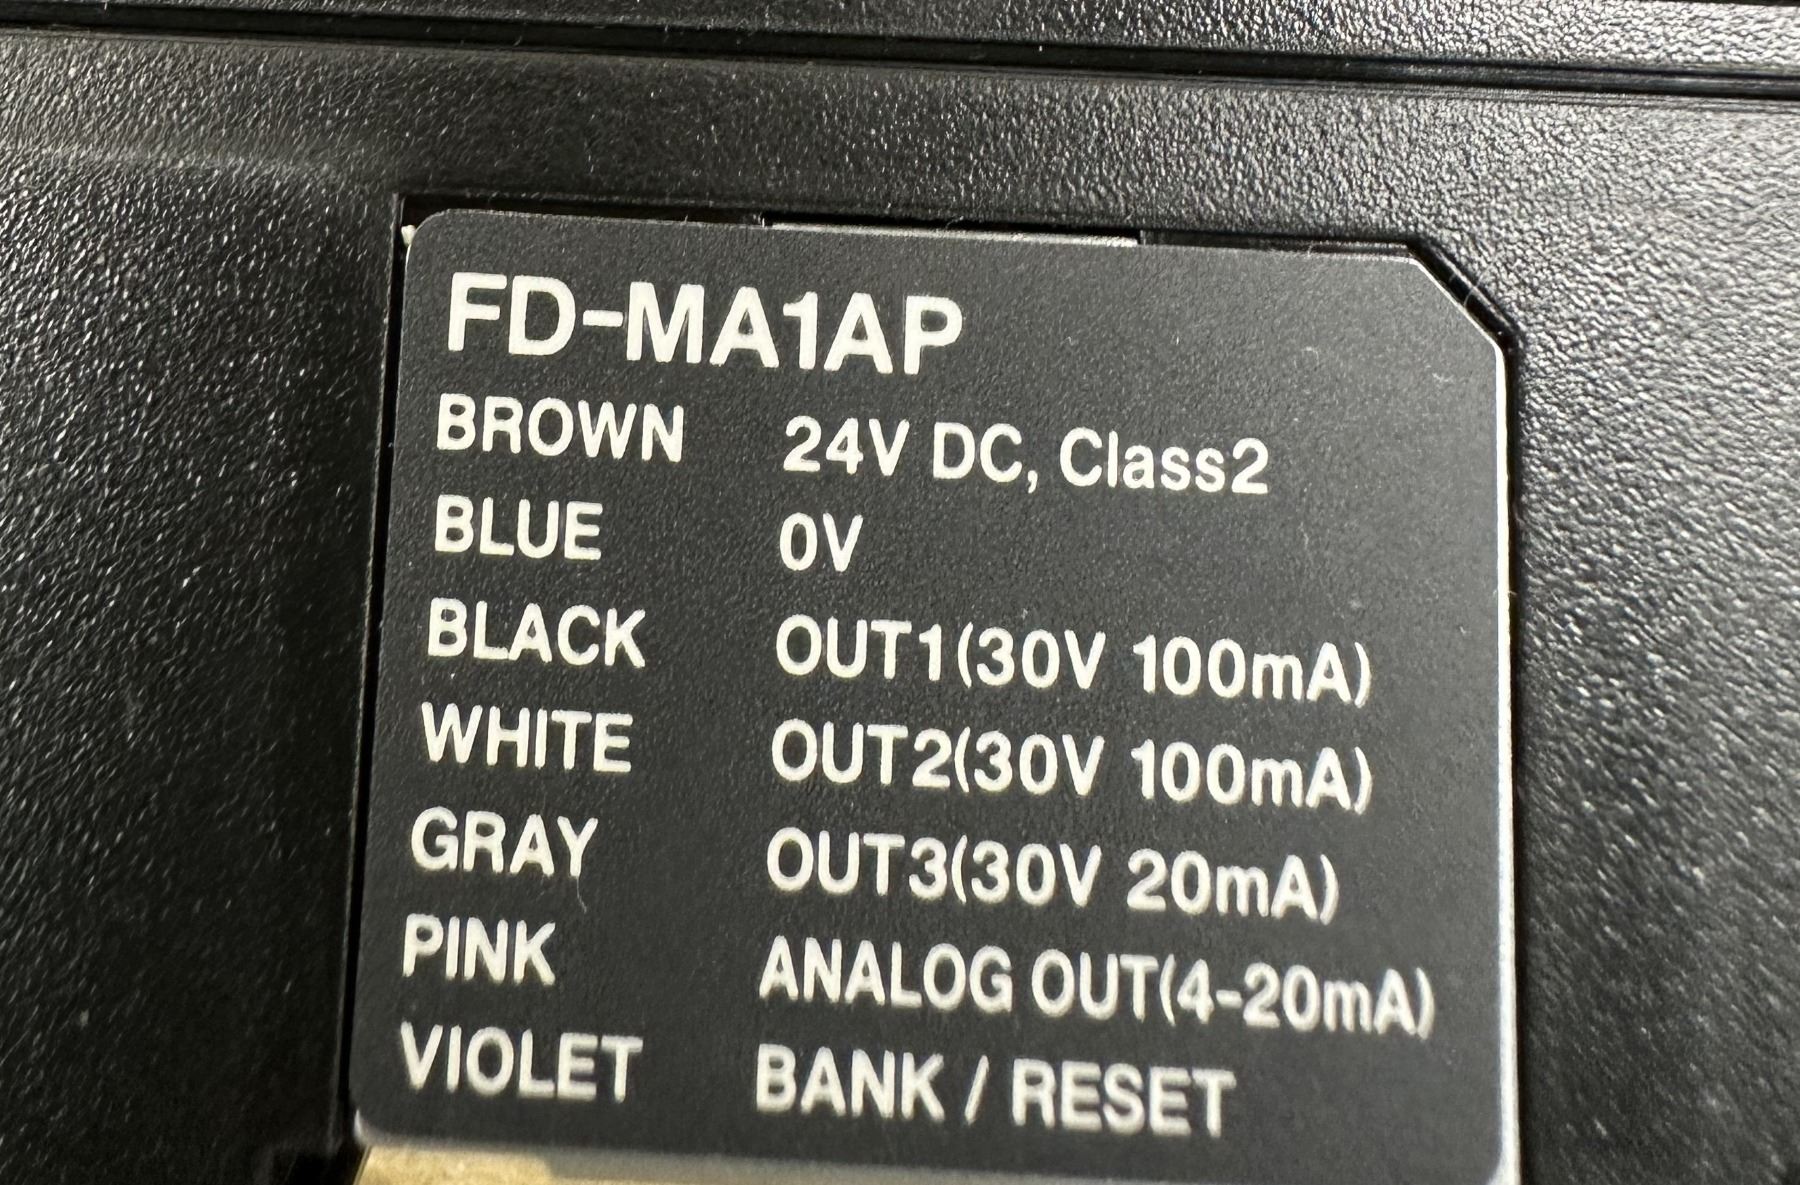 FD-MA1AP
BROWN 24V DC, Class2
BLUE 0V
BLACK OUT1(30V 100mA)
WHITE OUT2(30V 100mA)
GRAY OUT3(30V 20mA)
PINK ANALOG OUT(4-20mA)
VIOLET BANK / RESET